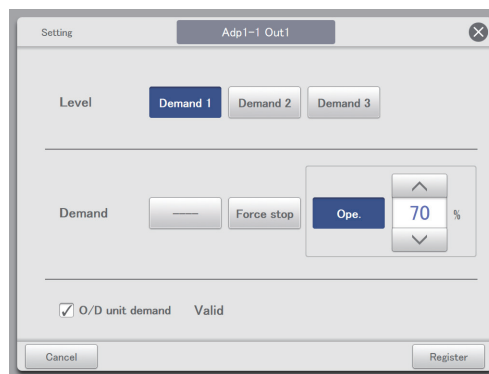 Setting Adp1-1 Out1
Level Demand 1 Demand 2 Demand 3
Demand —— Force stop Ope. 70 %
O/D unit demand Valid
Cancel Register